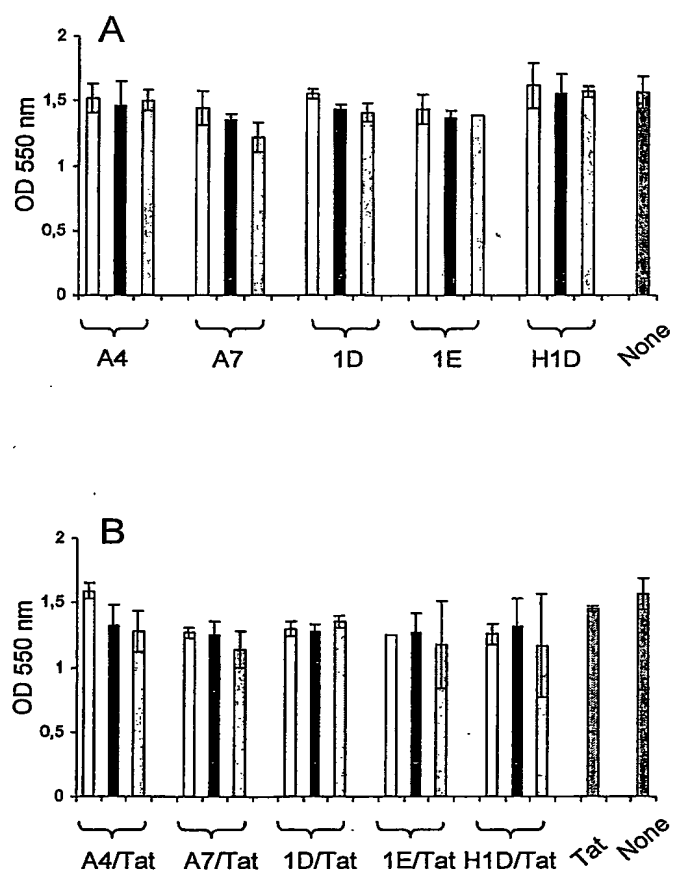 A
2
1,5
1
0,5
0
OD 550 nm
A4 A7 1D 1E H1D None
B
2
1,5
1
0,5
0
OD 550 nm
A4/Tat A7/Tat 1D/Tat 1E/Tat H1D/Tat Tat None